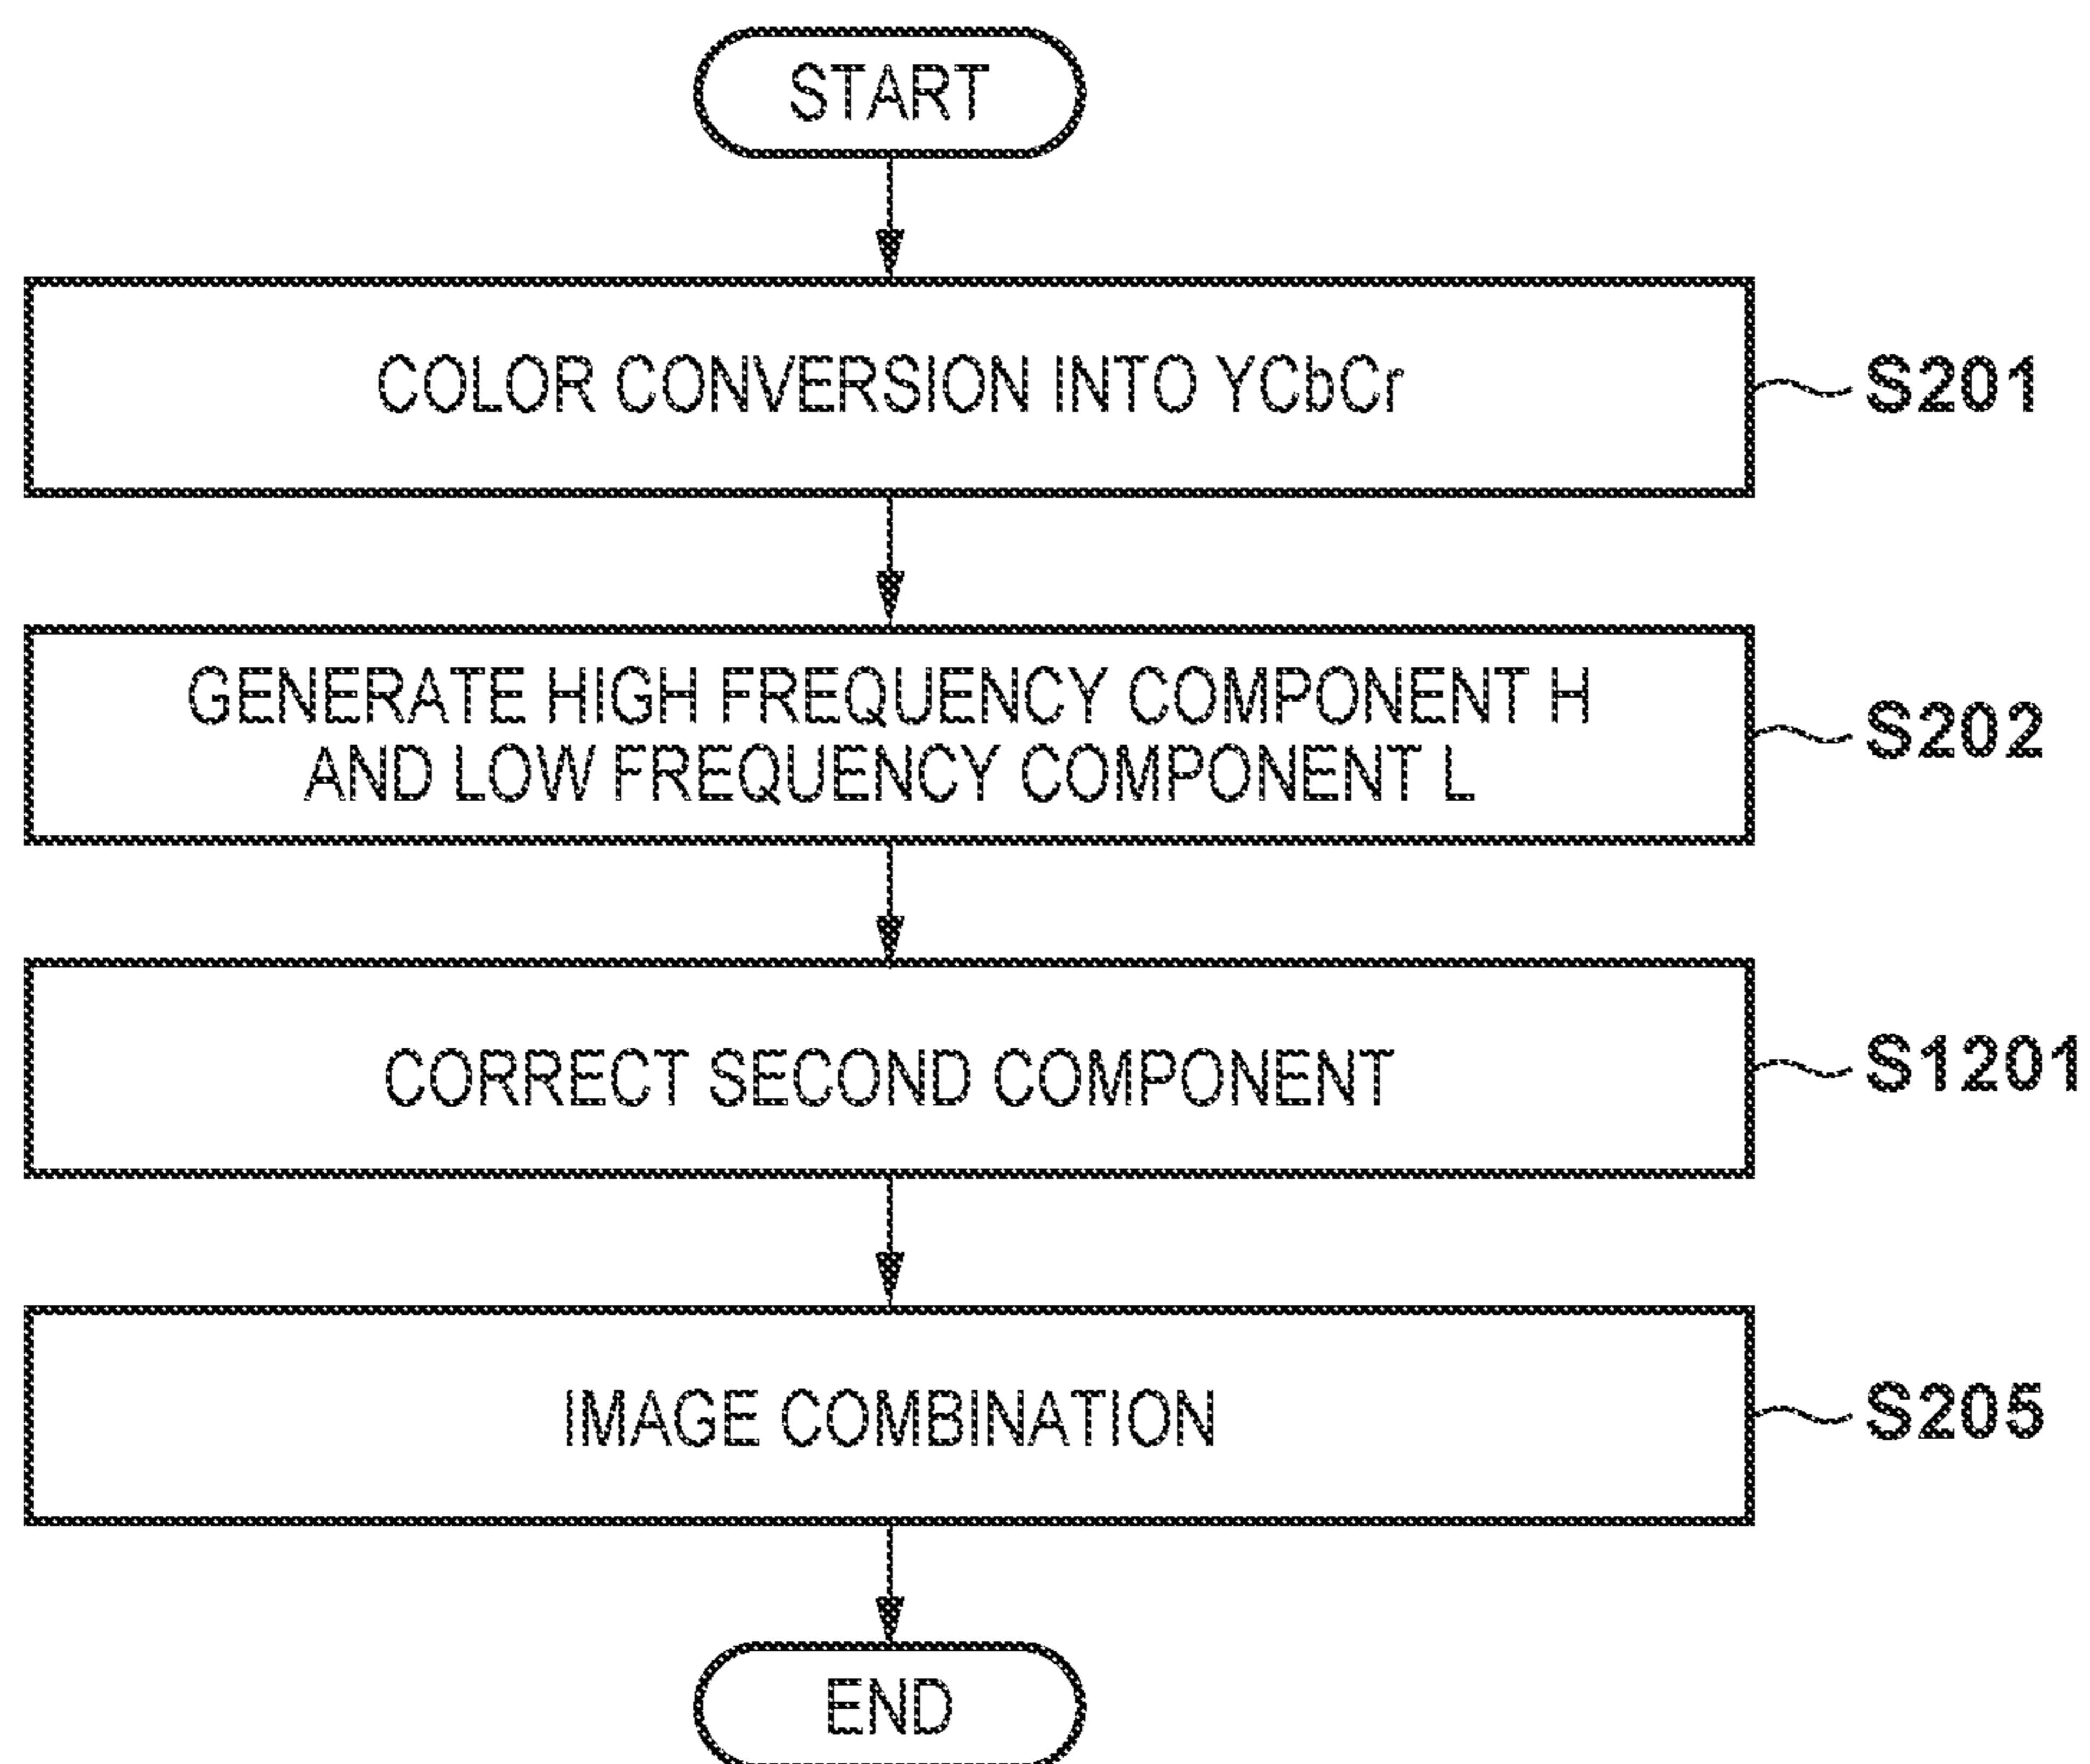 START
COLOR CONVERSION INTO YCbCr
S201
GENERATE HIGH FREQUENCY COMPONENT H
AND LOW FREQUENCY COMPONENT L
S202
CORRECT SECOND COMPONENT
S1201
IMAGE COMBINATION
S205
END